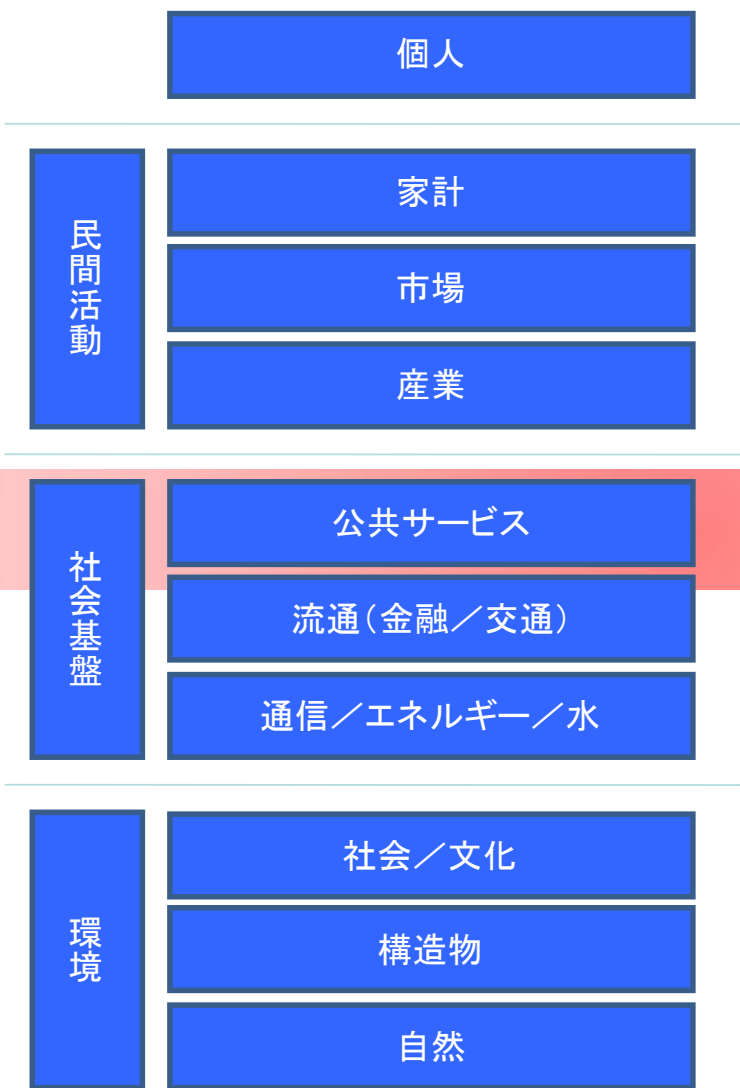 個人
民間活動
家計
市場
産業
社会基盤
公共サービス
流通（金融／交通）
通信／エネルギー／水
環境
社会／文化
構造物
自然